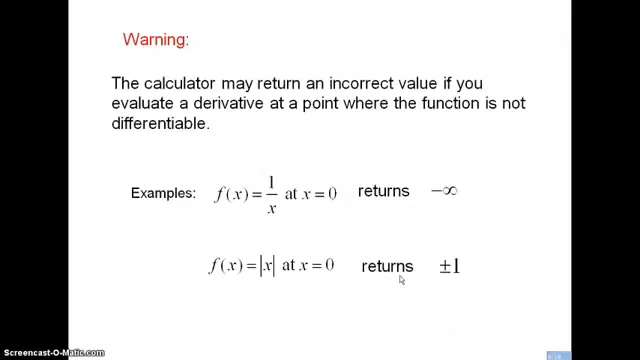 Warning:
The calculator may return an incorrect value if you
evaluate a derivative at a point where the function is not
differentiable.
Examples: f(x) = 1/x at x = 0 returns −∞
f(x) = |x| at x = 0 returns ±1
Screencast-O-Matic.com